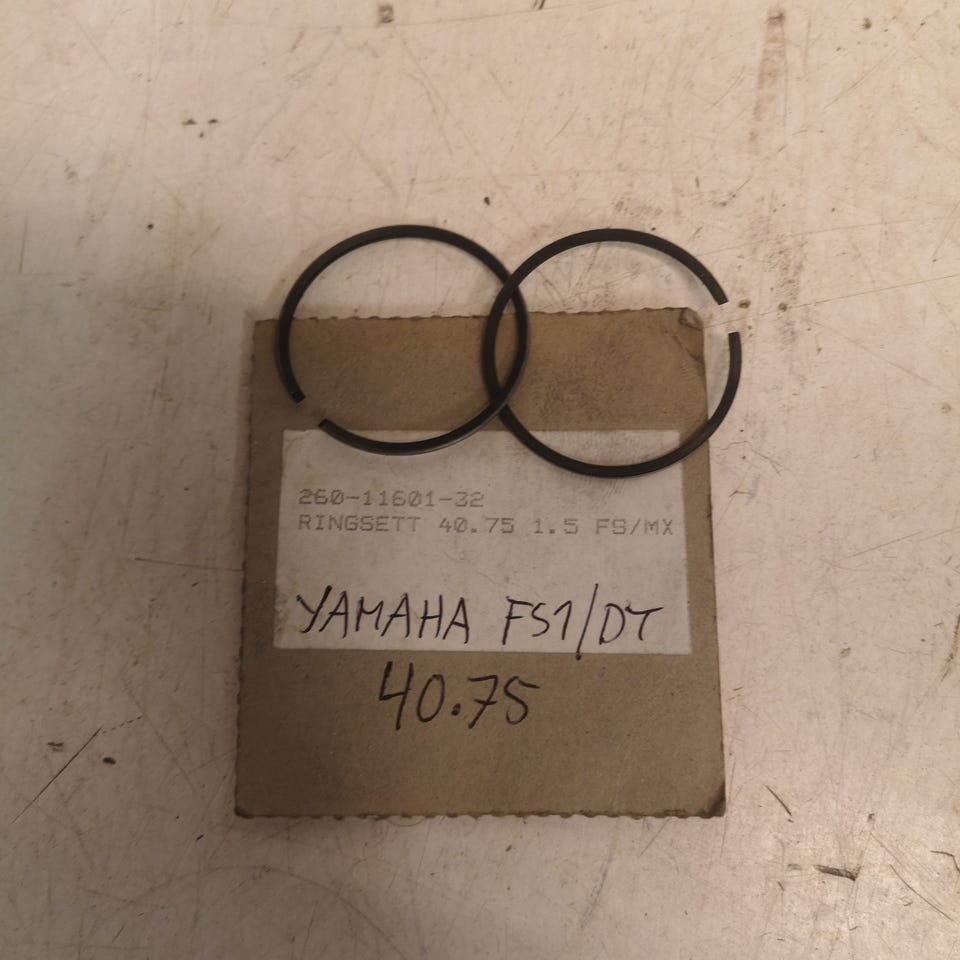 260-11601-32
RINGSETT 40.75 1.5 FS/MX
YAMAHA FS1/DT
40.75